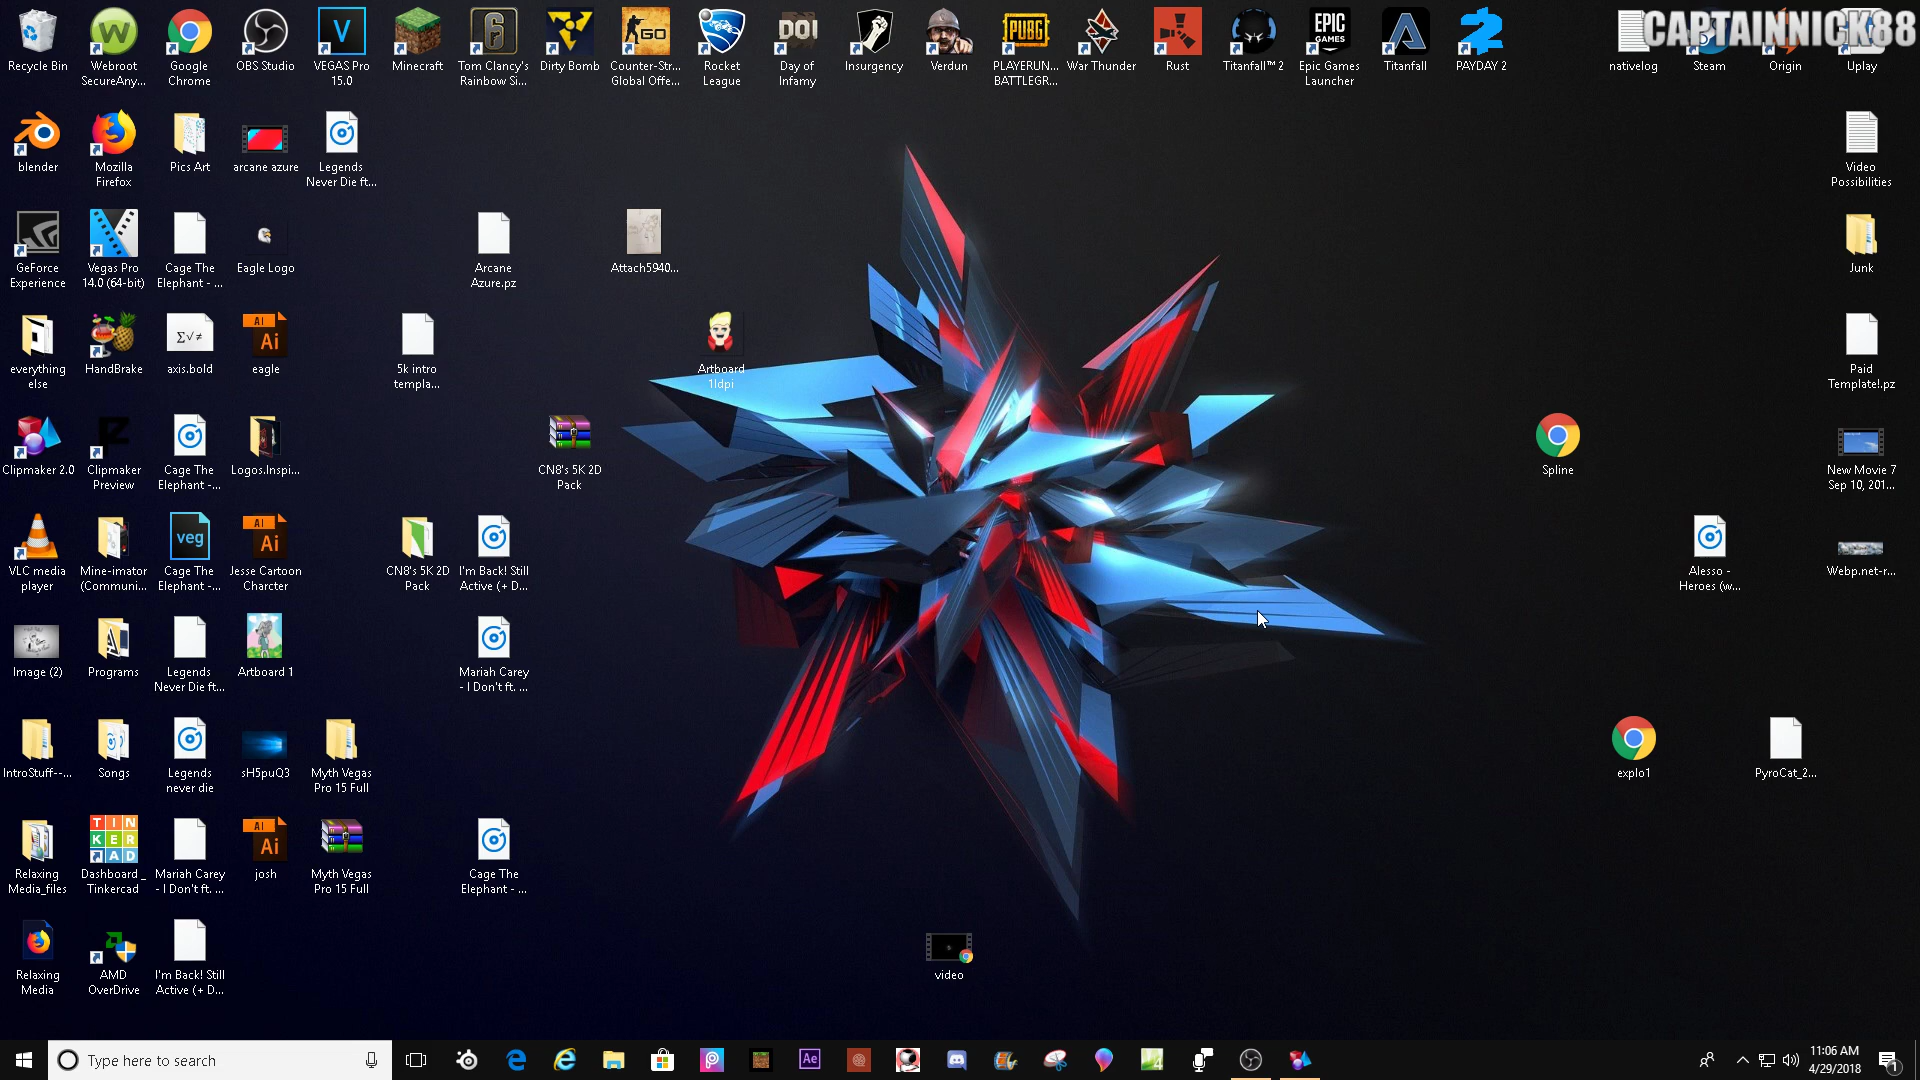 CAPTAINNICK88
Recycle Bin
Webroot
SecureAny...
Google
Chrome
OBS Studio
VEGAS Pro
15.0
Minecraft
Tom Clancy's
Rainbow Si...
Dirty Bomb
Counter-Str...
Global Offe...
Rocket
League
Day of
Infamy
Insurgency
Verdun
PLAYERUN...
BATTLEGR...
War Thunder
Rust
Titanfall™ 2
Epic Games
Launcher
Titanfall
PAYDAY 2
nativelog
Steam
Origin
Uplay
blender
Mozilla
Firefox
Pics Art
arcane azure
Legends
Never Die ft...
Video
Possibilities
GeForce
Experience
Vegas Pro
14.0 (64-bit)
Cage The
Elephant - ...
Eagle Logo
Arcane
Azure.pz
Attach5940...
Junk
everything
else
HandBrake
axis.bold
eagle
5k intro
templa...
Artboard
1ldpi
Paid
Template!.pz
Clipmaker 2.0
Clipmaker
Preview
Cage The
Elephant -...
Logos.Inspi...
CN8's 5K 2D
Pack
Spline
New Movie 7
Sep 10, 201...
VLC media
player
Mine-imator
(Communi...
Cage The
Elephant -...
Jesse Cartoon
Charcter
CN8's 5K 2D
Pack
I'm Back! Still
Active (+ D...
Alesso -
Heroes (w...
Webp.net-r...
Image (2)
Programs
Legends
Never Die ft...
Artboard 1
Mariah Carey
- I Don't ft. ...
IntroStuff--...
Songs
Legends
never die
sH5puQ3
Myth Vegas
Pro 15 Full
explo1
PyroCat_2...
Relaxing
Media_files
Dashboard _
Tinkercad
Mariah Carey
- I Don't ft. ...
josh
Myth Vegas
Pro 15 Full
Cage The
Elephant - ...
Relaxing
Media
AMD
OverDrive
I'm Back! Still
Active (+ D...
video
Type here to search
11:06 AM
4/29/2018